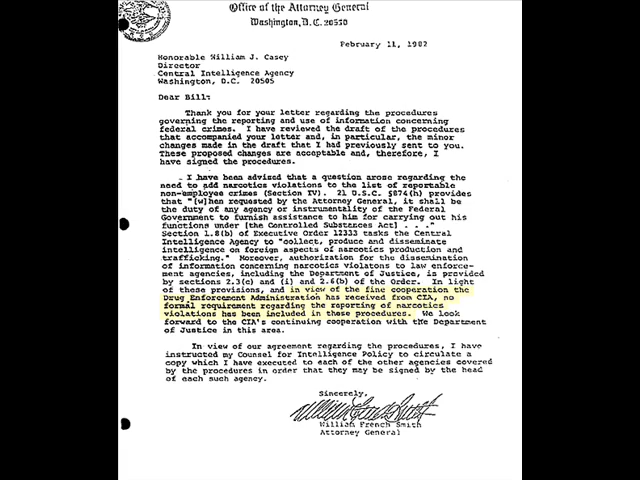 Office of the Attorney General
Washington, D.C. 20530
February 11, 1982
Honorable William J. Casey
Director
Central Intelligence Agency
Washington, D.C. 20505
Dear Bill:
Thank you for your letter regarding the procedures
governing the reporting and use of information concerning
federal crimes. I have reviewed the draft of the procedures
that accompanied your letter and, in particular, the minor
changes made in the draft that I had previously sent to you.
These proposed changes are acceptable and, therefore, I
have signed the procedures.
I have been advised that a question arose regarding the
need to add narcotics violations to the list of reportable
non-employee crimes (Section IV). 21 U.S.C. §874(h) provides
that "[w]hen requested by the Attorney General, it shall be
the duty of any agency or instrumentality of the Federal
Government to furnish assistance to him for carrying out his
functions under [the Controlled Substances Act] . . . ."
Section 1.8(b) of Executive Order 12333 tasks the Central
Intelligence Agency to "collect, produce and disseminate
intelligence on foreign aspects of narcotics production and
trafficking." Moreover, authorization for the dissemination
of information concerning narcotics violatons to law enforce-
ment agencies, including the Department of Justice, is provided
by sections 2.3(c) and (i) and 2.6(b) of the Order. In light
of these provisions, and in view of the fine cooperation the
Drug Enforcement Administration has received from CIA, no
formal requirement regarding the reporting of narcotics
violations has been included in these procedures. We look
forward to the CIA's continuing cooperation with the Department
of Justice in this area.
In view of our agreement regarding the procedures, I have
instructed my Counsel for Intelligence Policy to circulate a
copy which I have executed to each of the other agencies covered
by the procedures in order that they may be signed by the head
of each such agency.
Sincerely,
William French Smith
William French Smith
Attorney General